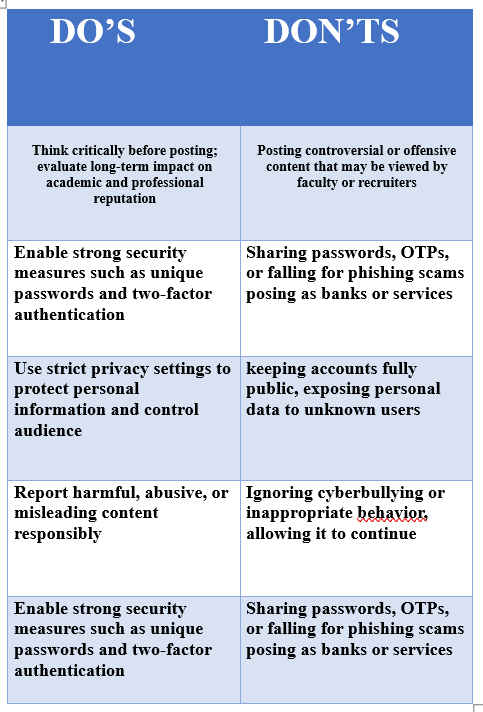 DO’S DON’TS
Think critically before posting;
evaluate long-term impact on
academic and professional
reputation
Posting controversial or offensive
content that may be viewed by
faculty or recruiters
Enable strong security
measures such as unique
passwords and two-factor
authentication
Sharing passwords, OTPs,
or falling for phishing scams
posing as banks or services
Use strict privacy settings to
protect personal
information and control
audience
keeping accounts fully
public, exposing personal
data to unknown users
Report harmful, abusive, or
misleading content
responsibly
Ignoring cyberbullying or
inappropriate behavior,
allowing it to continue
Enable strong security
measures such as unique
passwords and two-factor
authentication
Sharing passwords, OTPs,
or falling for phishing scams
posing as banks or services